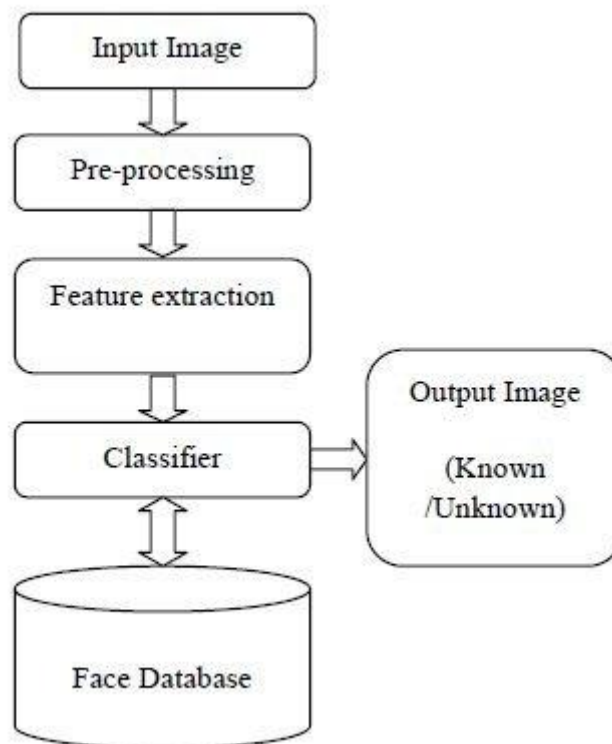 Input Image
Pre-processing
Feature extraction
Classifier
Output Image
(Known
/Unknown)
Face Database